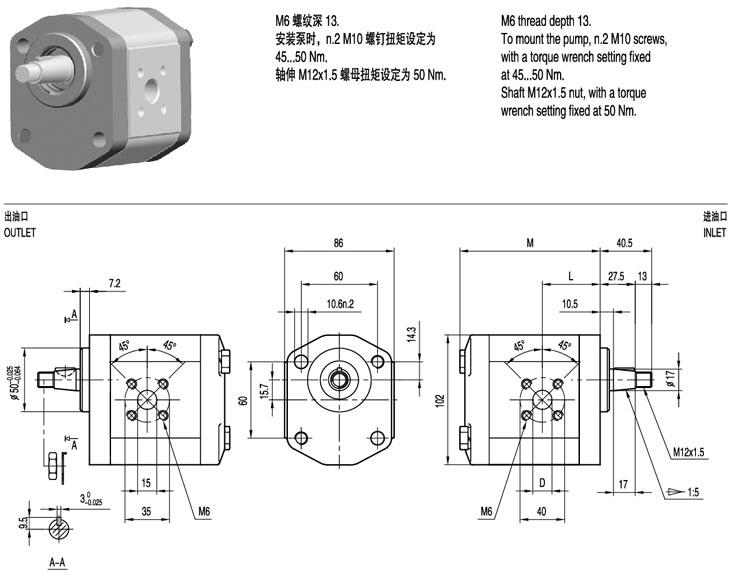 M6 螺纹深 13.
安装泵时，n.2 M10 螺钉扭矩设定为
45...50 Nm.
轴伸 M12x1.5 螺母扭矩设定为 50 Nm.
M6 thread depth 13.
To mount the pump, n.2 M10 screws,
with a torque wrench setting fixed
at 45...50 Nm.
Shaft M12x1.5 nut, with a torque
wrench setting fixed at 50 Nm.
出油口
OUTLET
进油口
INLET
7.2
A
45°
45°
ø 50 -0.025 -0.064
A
15
35
M6
3 0 -0.025
9.5
A-A
86
60
10.6n.2
14.3
15.7
60
M
40.5
L
27.5
13
10.5
45°
45°
102
ø 17
M12x1.5
M6
D
17
1:5
40